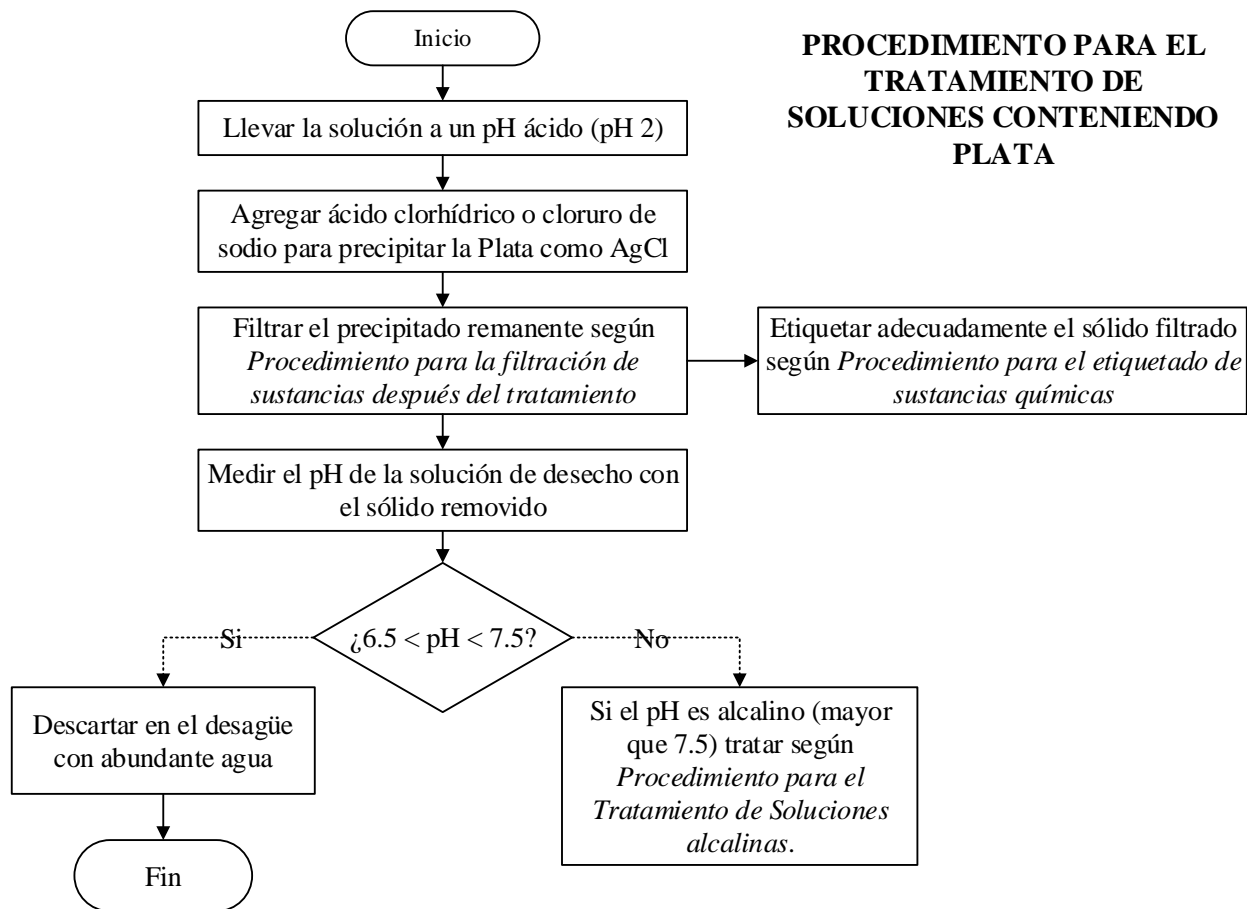 Inicio
PROCEDIMIENTO PARA EL
TRATAMIENTO DE
SOLUCIONES CONTENIENDO
PLATA
Llevar la solución a un pH ácido (pH 2)
Agregar ácido clorhídrico o cloruro de
sodio para precipitar la Plata como AgCl
Filtrar el precipitado remanente según
Procedimiento para la filtración de
sustancias después del tratamiento
Etiquetar adecuadamente el sólido filtrado
según Procedimiento para el etiquetado de
sustancias químicas
Medir el pH de la solución de desecho con
el sólido removido
¿6.5 < pH < 7.5?
Si
No
Descartar en el desagüe
con abundante agua
Si el pH es alcalino (mayor
que 7.5) tratar según
Procedimiento para el
Tratamiento de Soluciones
alcalinas.
Fin